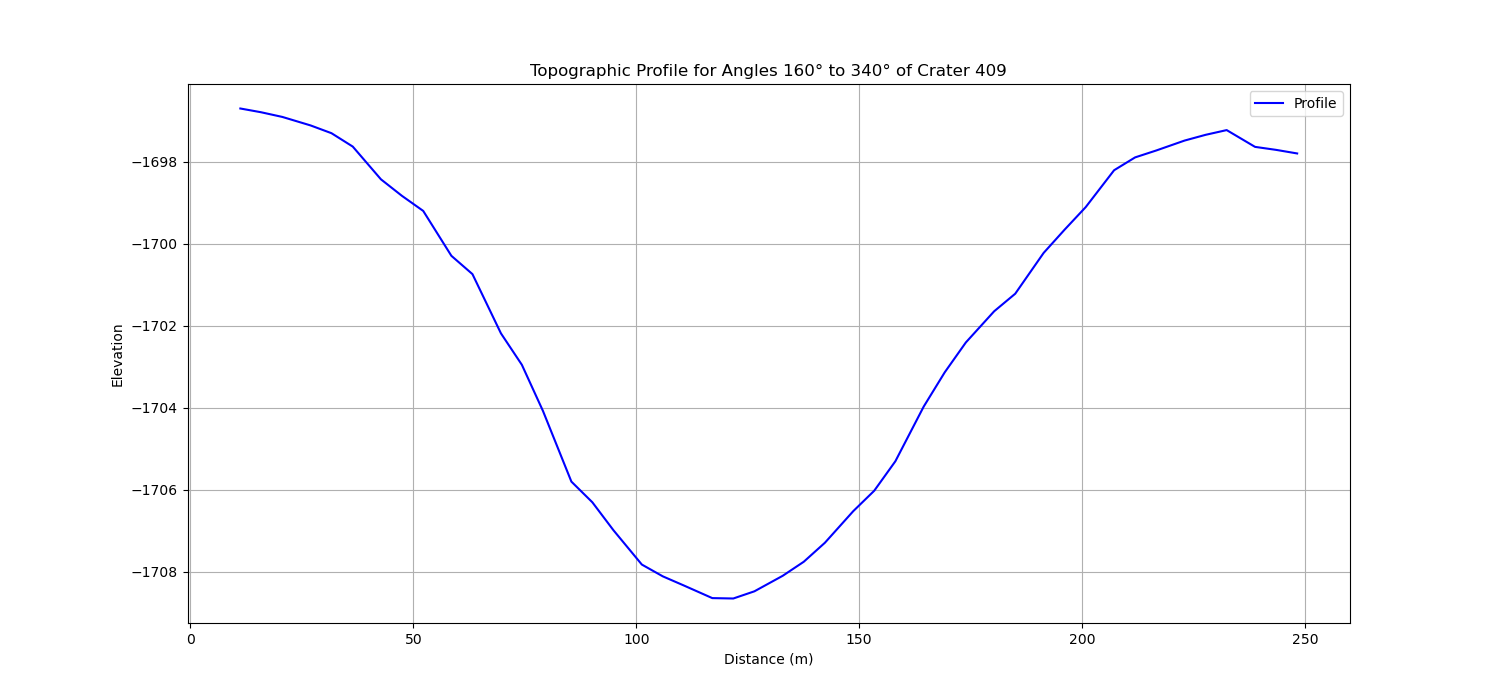 Topographic Profile for Angles 160° to 340° of Crater 409
Profile
−1698
−1700
−1702
−1704
−1706
−1708
Elevation
0 50 100 150 200 250
Distance (m)